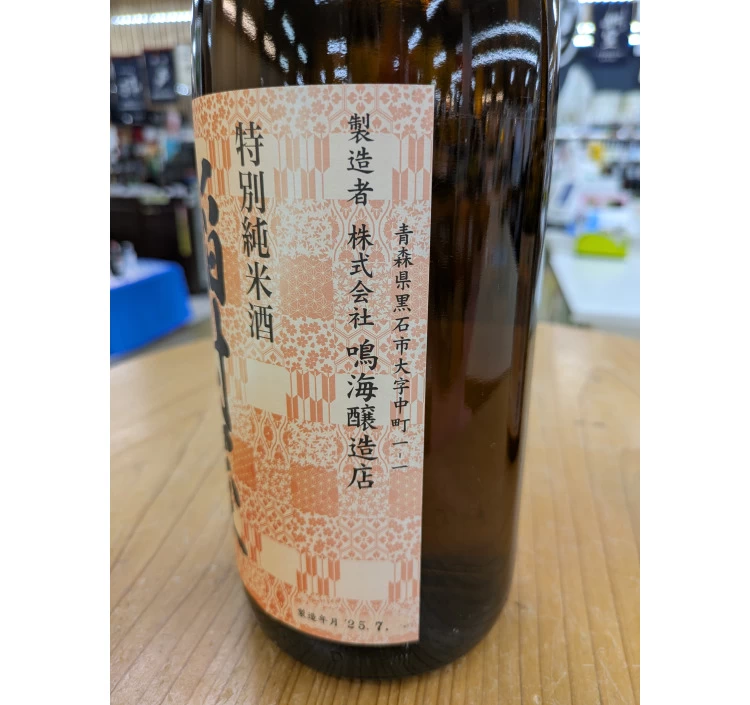 製造者 株式会社 鳴海醸造店
青森県黒石市大字中町一-一
特別純米酒
製造年月 '25.7.